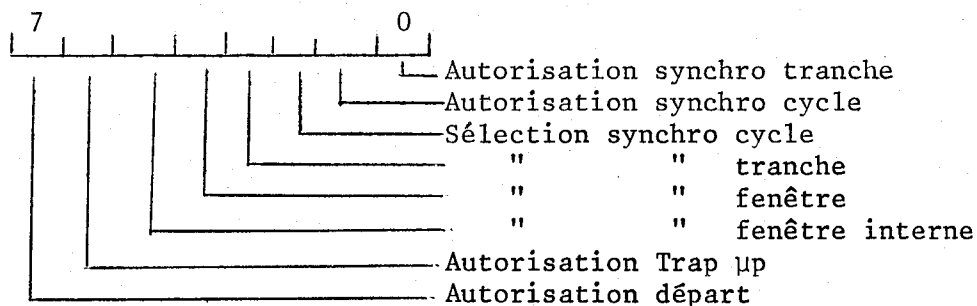 7 0
Autorisation synchro tranche
Autorisation synchro cycle
Sélection synchro cycle
" " tranche
" " fenêtre
" " fenêtre interne
Autorisation Trap µp
Autorisation départ